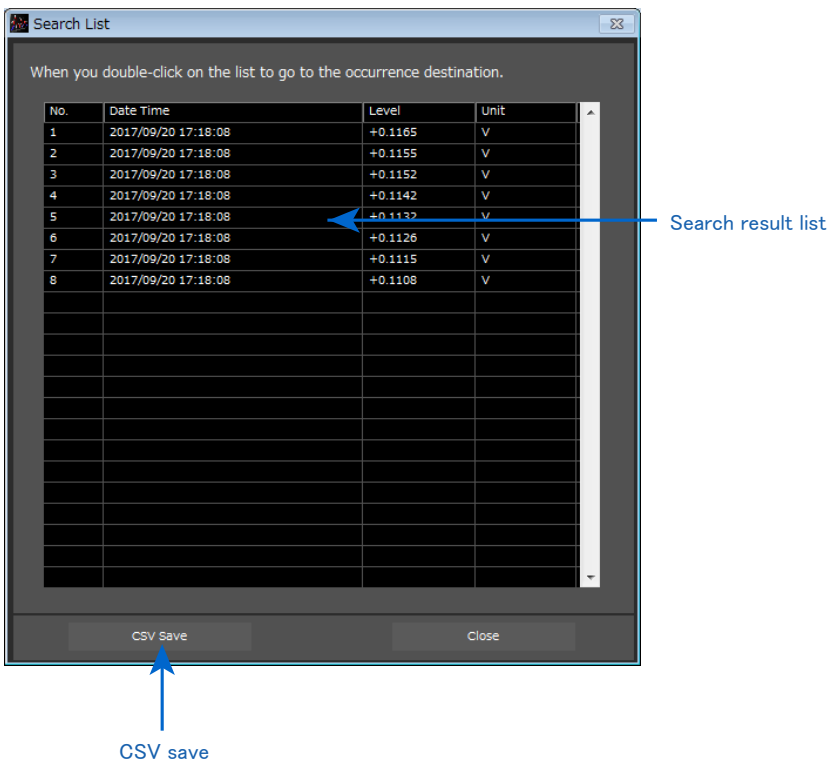 Search List
When you double-click on the list to go to the occurrence destination.
No. Date Time Level Unit
1 2017/09/20 17:18:08 +0.1165 V
2 2017/09/20 17:18:08 +0.1155 V
3 2017/09/20 17:18:08 +0.1152 V
4 2017/09/20 17:18:08 +0.1142 V
5 2017/09/20 17:18:08 +0.1132 V
Search result list
6 2017/09/20 17:18:08 +0.1126 V
7 2017/09/20 17:18:08 +0.1115 V
8 2017/09/20 17:18:08 +0.1108 V
CSV Save Close
CSV save